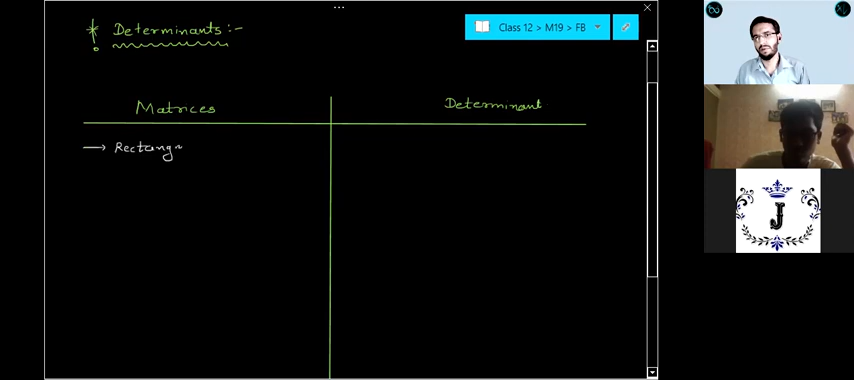 * Determinants:-
Class 12 > M19 > FB
Matrices
Determinant
→ Rectang
J